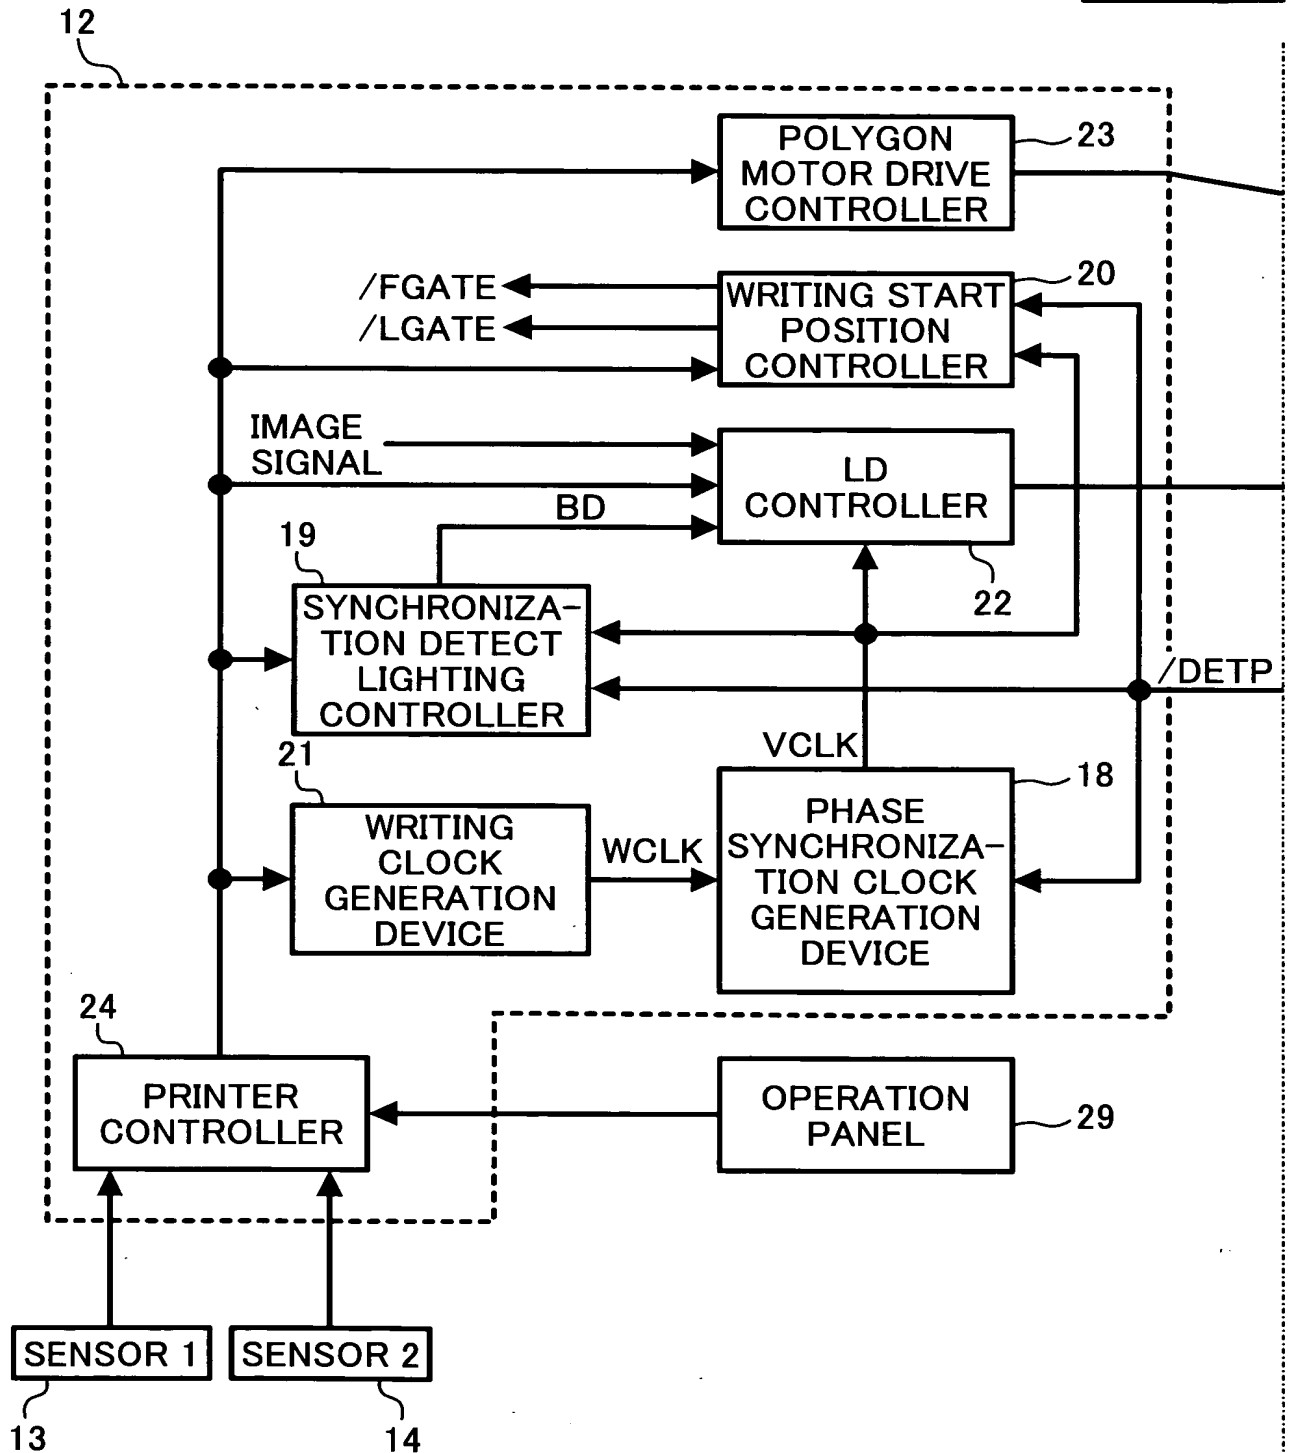 12
POLYGON
MOTOR DRIVE
CONTROLLER
23
/FGATE
/LGATE
WRITING START
POSITION
CONTROLLER
20
IMAGE
SIGNAL
LD
CONTROLLER
22
BD
19
SYNCHRONIZA-
TION DETECT
LIGHTING
CONTROLLER
/DETP
VCLK
21
WRITING
CLOCK
GENERATION
DEVICE
WCLK
PHASE
SYNCHRONIZA-
TION CLOCK
GENERATION
DEVICE
18
24
PRINTER
CONTROLLER
OPERATION
PANEL
29
SENSOR 1
SENSOR 2
13
14